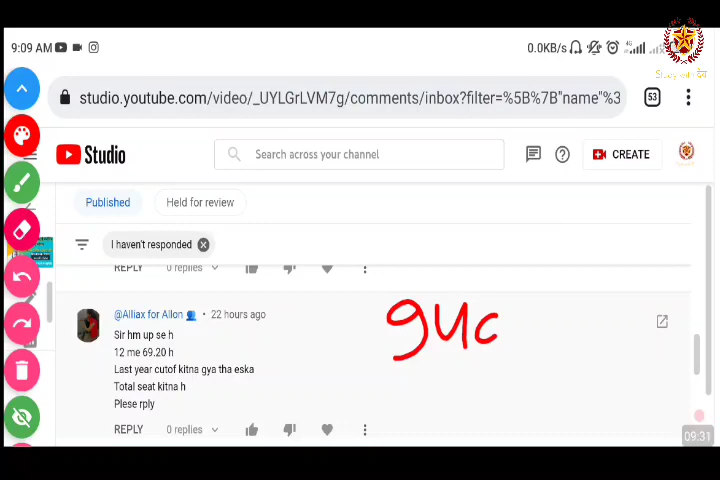 9:09 AM
0.0KB/s
4G
Study with देव
studio.youtube.com/video/_UYLGrLVM7g/comments/inbox?filter=%5B%7B"name"%3
53
Studio
Search across your channel
CREATE
Published
Held for review
I haven't responded
REPLY 0 replies
@Alliax for Allon 22 hours ago
Sir hm up se h
12 me 69.20 h
Last year cutof kitna gya tha eska
Total seat kitna h
Plese rply
REPLY 0 replies
09:31